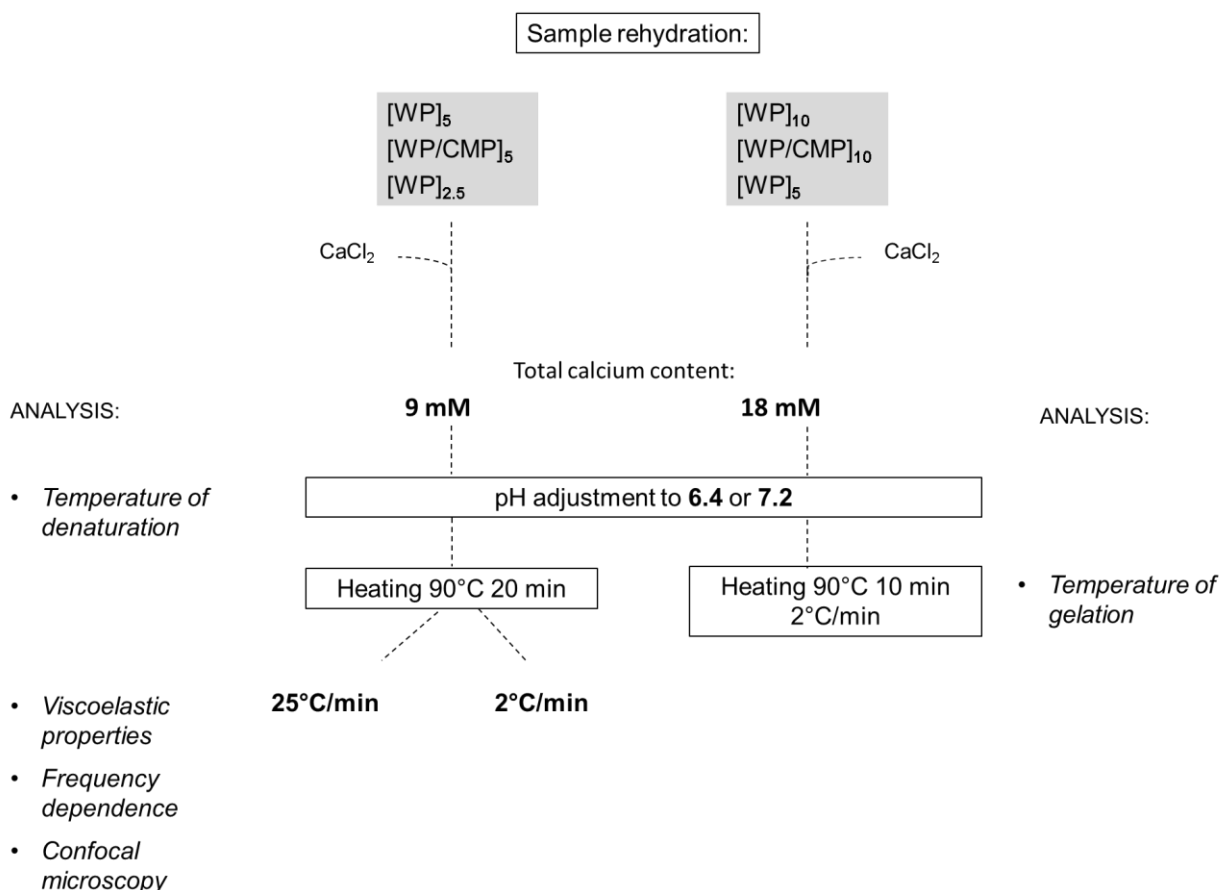 Sample rehydration:
[WP]5
[WP/CMP]5
[WP]2.5
[WP]10
[WP/CMP]10
[WP]5
CaCl2
CaCl2
Total calcium content:
ANALYSIS:
9 mM
18 mM
ANALYSIS:
• Temperature of
denaturation
pH adjustment to 6.4 or 7.2
Heating 90°C 20 min
Heating 90°C 10 min
2°C/min
• Temperature of
gelation
25°C/min
2°C/min
• Viscoelastic
properties
• Frequency
dependence
• Confocal
microscopy